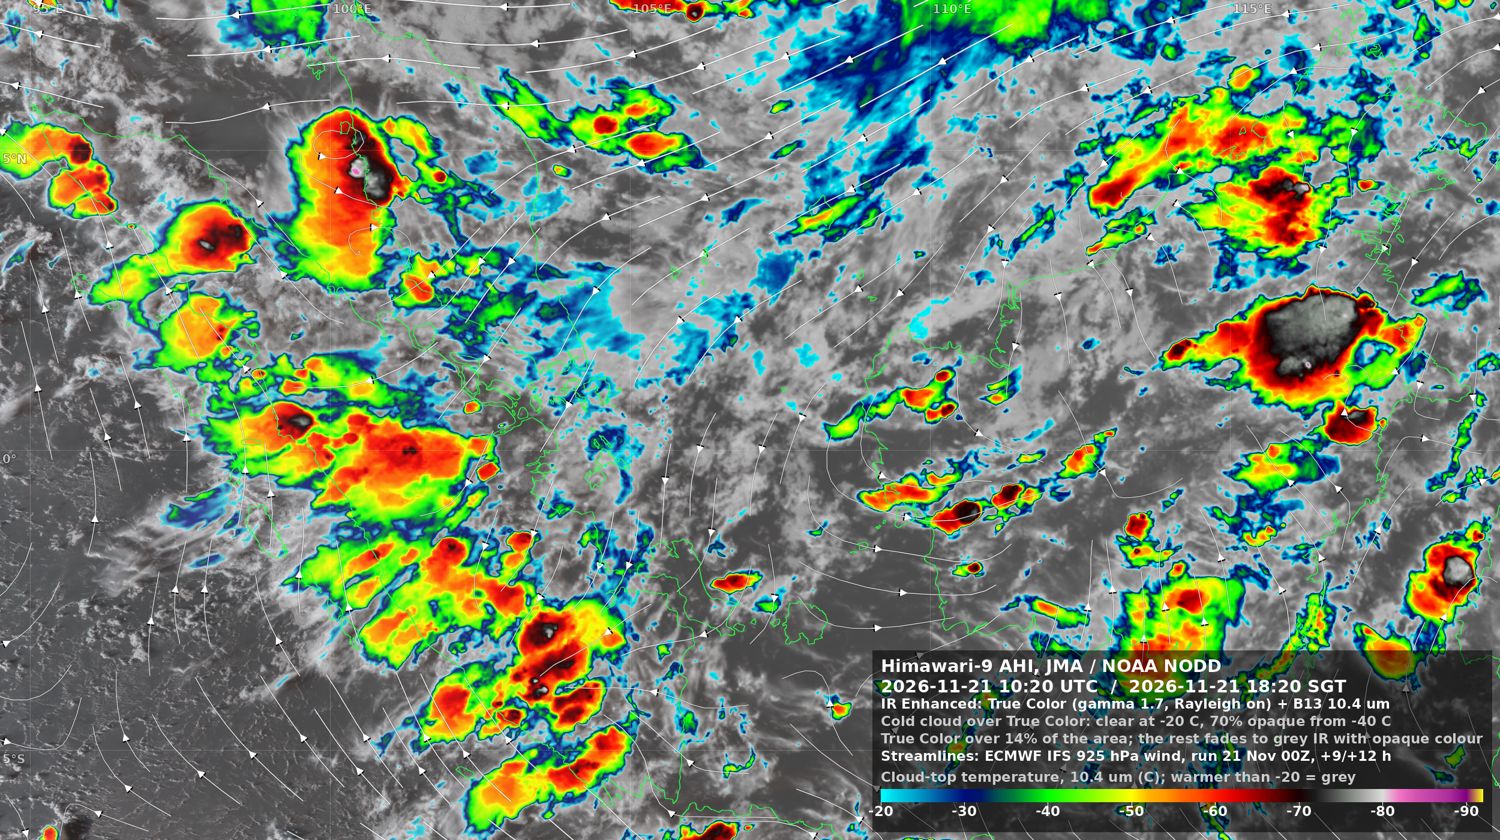 95°E 100°E 105°E 110°E 115°E
5°N
0°
5°S
Himawari-9 AHI, JMA / NOAA NODD
2026-11-21 10:20 UTC / 2026-11-21 18:20 SGT
IR Enhanced: True Color (gamma 1.7, Rayleigh on) + B13 10.4 um
Cold cloud over True Color: clear at -20 C, 70% opaque from -40 C
True Color over 14% of the area; the rest fades to grey IR with opaque colour
Streamlines: ECMWF IFS 925 hPa wind, run 21 Nov 00Z, +9/+12 h
Cloud-top temperature, 10.4 um (C); warmer than -20 = grey
-20 -30 -40 -50 -60 -70 -80 -90